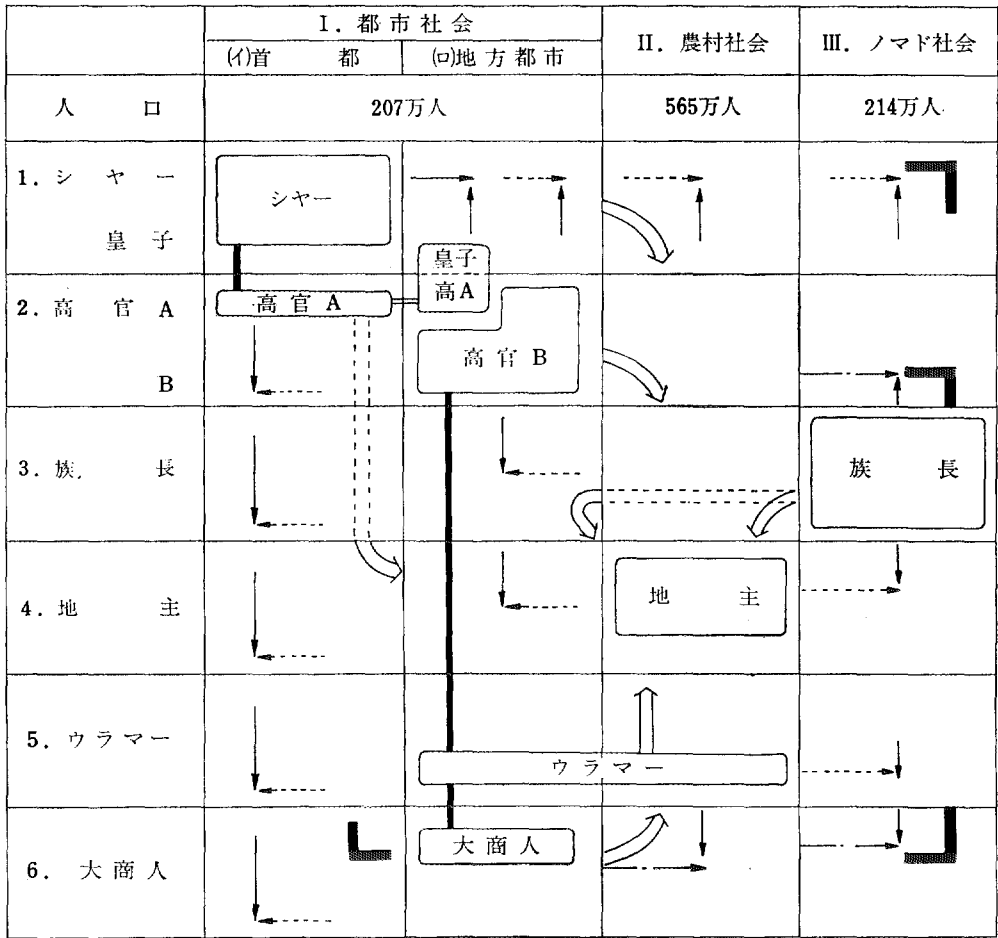 I. 都市社会
II. 農村社会
III. ノマド社会
(イ)首 都
(ロ)地方都市
人 口
207万人
565万人
214万人
1. シ ャ ー
シャー
皇 子
皇子
2. 高 官 A
高官A
高A
高官B
B
3. 族 長
族 長
4. 地 主
地 主
5. ウラマー
ウラマー
6. 大商人
大商人